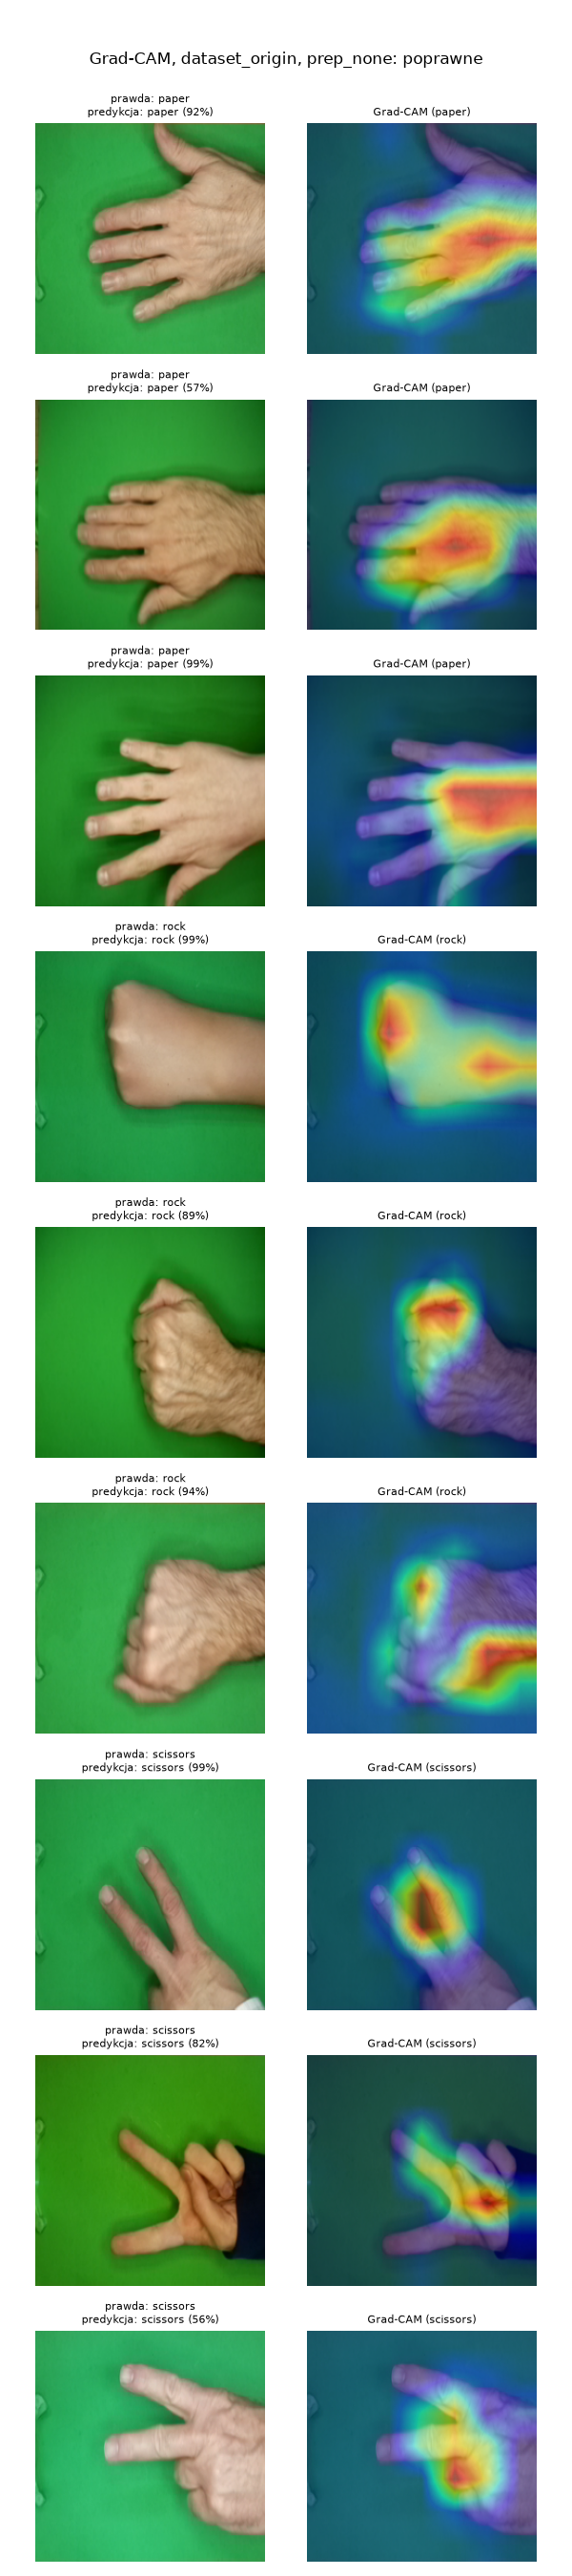 Grad-CAM, dataset_origin, prep_none: poprawne
prawda: paper
predykcja: paper (92%)
Grad-CAM (paper)
prawda: paper
predykcja: paper (57%)
Grad-CAM (paper)
prawda: paper
predykcja: paper (99%)
Grad-CAM (paper)
prawda: rock
predykcja: rock (99%)
Grad-CAM (rock)
prawda: rock
predykcja: rock (89%)
Grad-CAM (rock)
prawda: rock
predykcja: rock (94%)
Grad-CAM (rock)
prawda: scissors
predykcja: scissors (99%)
Grad-CAM (scissors)
prawda: scissors
predykcja: scissors (82%)
Grad-CAM (scissors)
prawda: scissors
predykcja: scissors (56%)
Grad-CAM (scissors)